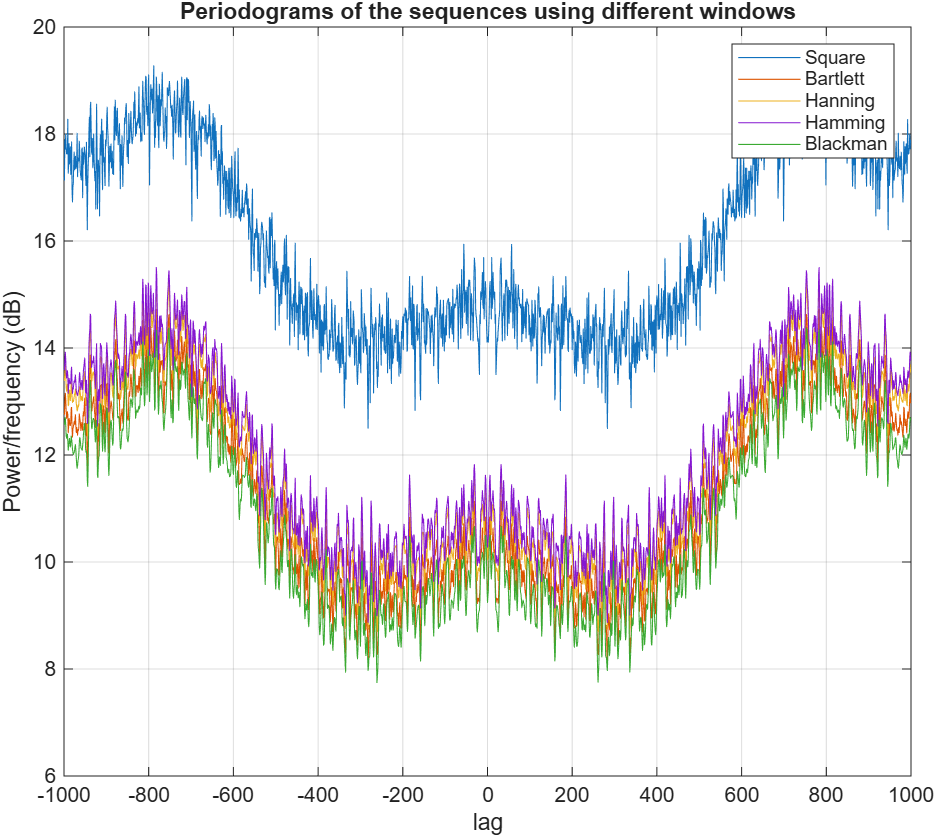 Periodograms of the sequences using different windows
20
18
16
14
12
10
8
6
Power/frequency (dB)
Square
Bartlett
Hanning
Hamming
Blackman
-1000 -800 -600 -400 -200 0 200 400 600 800 1000
lag